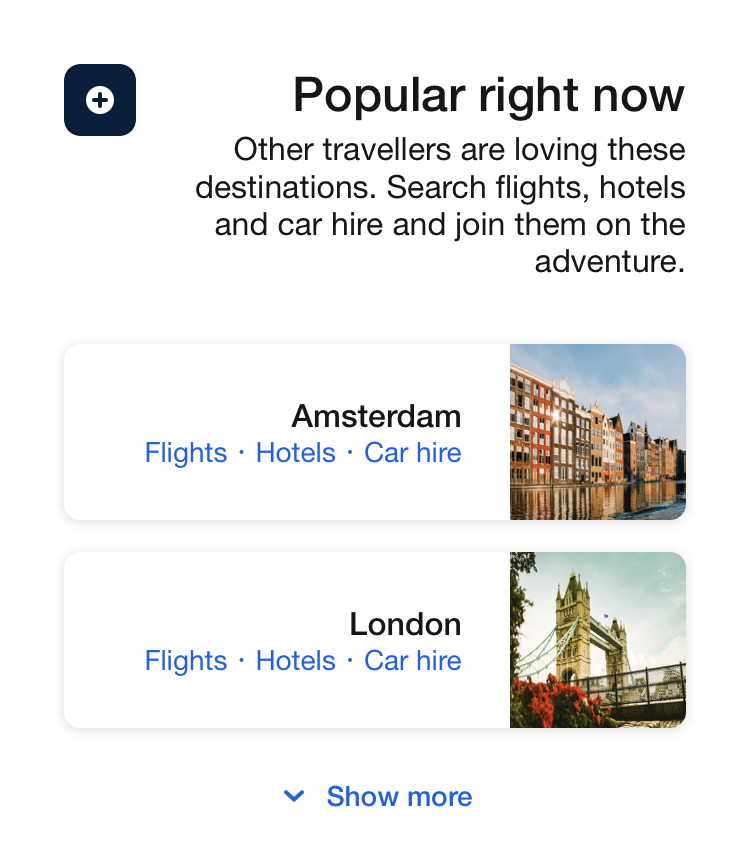 Popular right now
Other travellers are loving these
destinations. Search flights, hotels
and car hire and join them on the
adventure.
Amsterdam
Flights · Hotels · Car hire
London
Flights · Hotels · Car hire
Show more